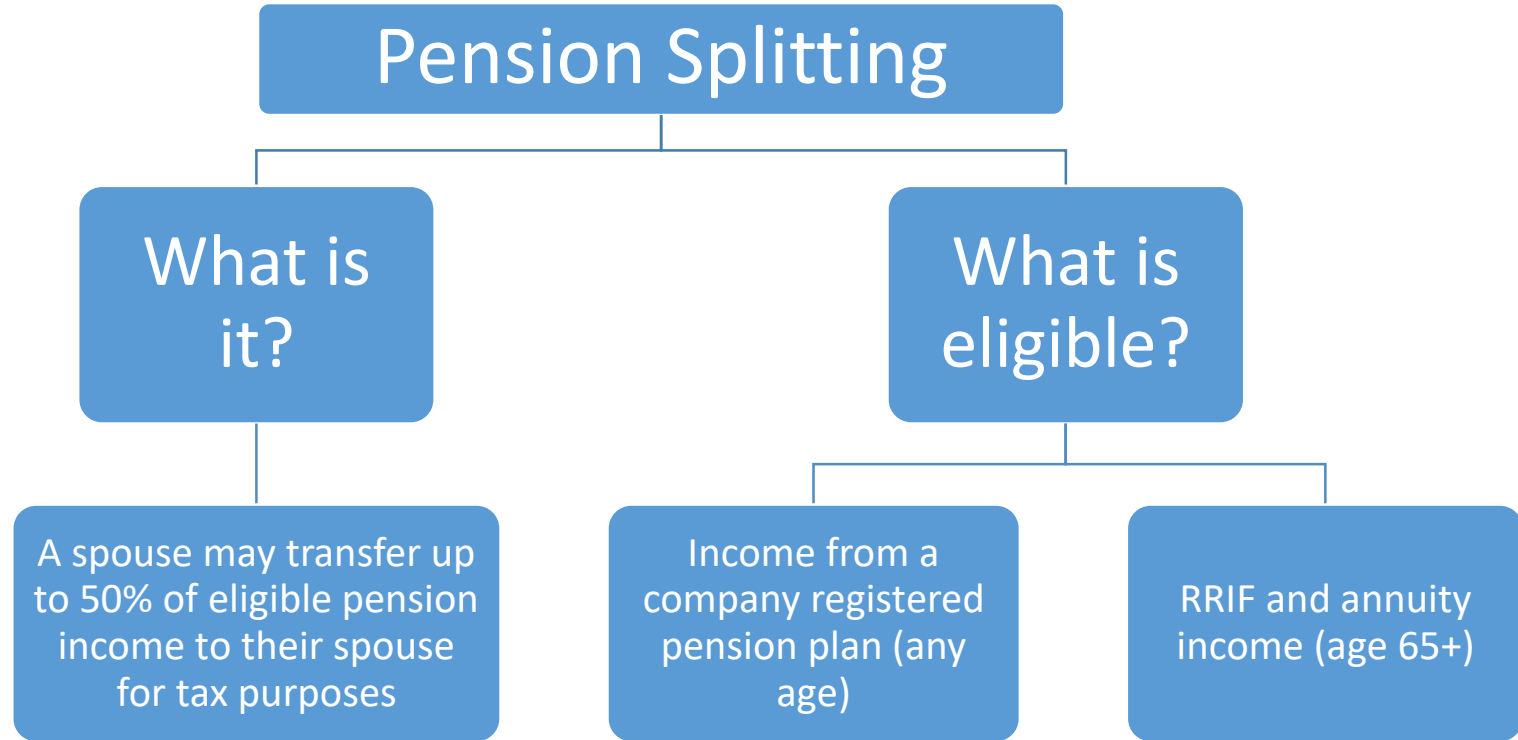 Pension Splitting
What is
it?
What is
eligible?
A spouse may transfer up
to 50% of eligible pension
income to their spouse
for tax purposes
Income from a
company registered
pension plan (any
age)
RRIF and annuity
income (age 65+)